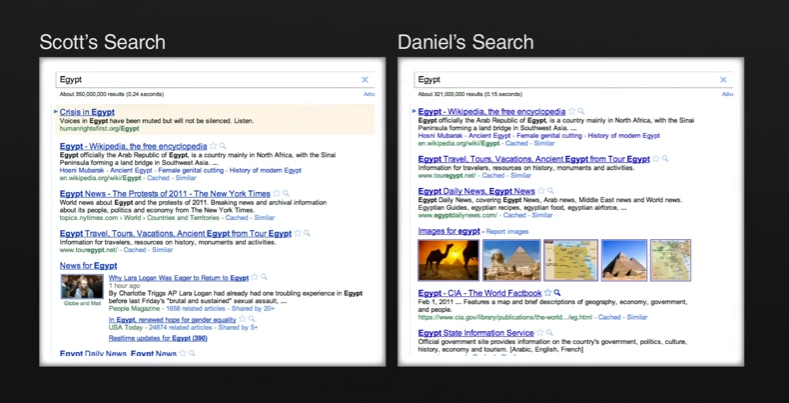 Scott's Search
Egypt
About 350,000,000 results (0.24 seconds)
Adva
Crisis in Egypt
Voices in Egypt have been muted but will not be silenced. Listen.
humanrightsfirst.org/Egypt
Egypt - Wikipedia, the free encyclopedia
Egypt officially the Arab Republic of Egypt, is a country mainly in North Africa, with the Sinai
Peninsula forming a land bridge in Southwest Asia. ...
Hosni Mubarak - Ancient Egypt - Female genital cutting - History of modern Egypt
en.wikipedia.org/wiki/Egypt - Cached - Similar
Egypt News - The Protests of 2011 - The New York Times
World news about Egypt and the protests of 2011. Breaking news and archival information
about its people, politics and economy from The New York Times.
topics.nytimes.com › World › Countries and Territories - Cached - Similar
Egypt Travel, Tours, Vacations, Ancient Egypt from Tour Egypt
Information for travelers, resources on history, monuments and activities.
www.touregypt.net/ - Cached - Similar
News for Egypt
Globe and Mail
Why Lara Logan Was Eager to Return to Egypt
1 hour ago
By Charlotte Triggs AP Lara Logan had already had one troubling experience in Egypt
before last Friday's "brutal and sustained" sexual assault, ...
People Magazine - 1658 related articles - Shared by 20+
In Egypt, renewed hope for gender equality
USA Today - 24874 related articles - Shared by 5+
Realtime updates for Egypt (390)
Egypt Daily News, Egypt News
Daniel's Search
Egypt
About 321,000,000 results (0.15 seconds)
Adva
Egypt - Wikipedia, the free encyclopedia
Egypt officially the Arab Republic of Egypt, is a country mainly in North Africa, with the Sinai
Peninsula forming a land bridge in Southwest Asia. ...
Hosni Mubarak - Ancient Egypt - Female genital cutting - History of modern Egypt
en.wikipedia.org/wiki/Egypt - Cached - Similar
Egypt Travel, Tours, Vacations, Ancient Egypt from Tour Egypt
Information for travelers, resources on history, monuments and activities.
www.touregypt.net/ - Cached - Similar
Egypt Daily News, Egypt News
Egypt Daily News, covering Egypt News, Arab news, Middle East news and World news.
Egyptian Guides, egyptian recipes, egyptian food, egyptian airforce, ...
www.egyptdailynews.com/ - Cached - Similar
Images for egypt - Report images
Egypt - CIA - The World Factbook
Feb 1, 2011 ... Features a map and brief descriptions of geography, economy, government,
and people.
https://www.cia.gov/library/publications/the-world.../eg.html - Cached - Similar
Egypt State Information Service
Official government site provides information on the country's government, politics, culture,
history, economy and tourism. [Arabic, English, French]